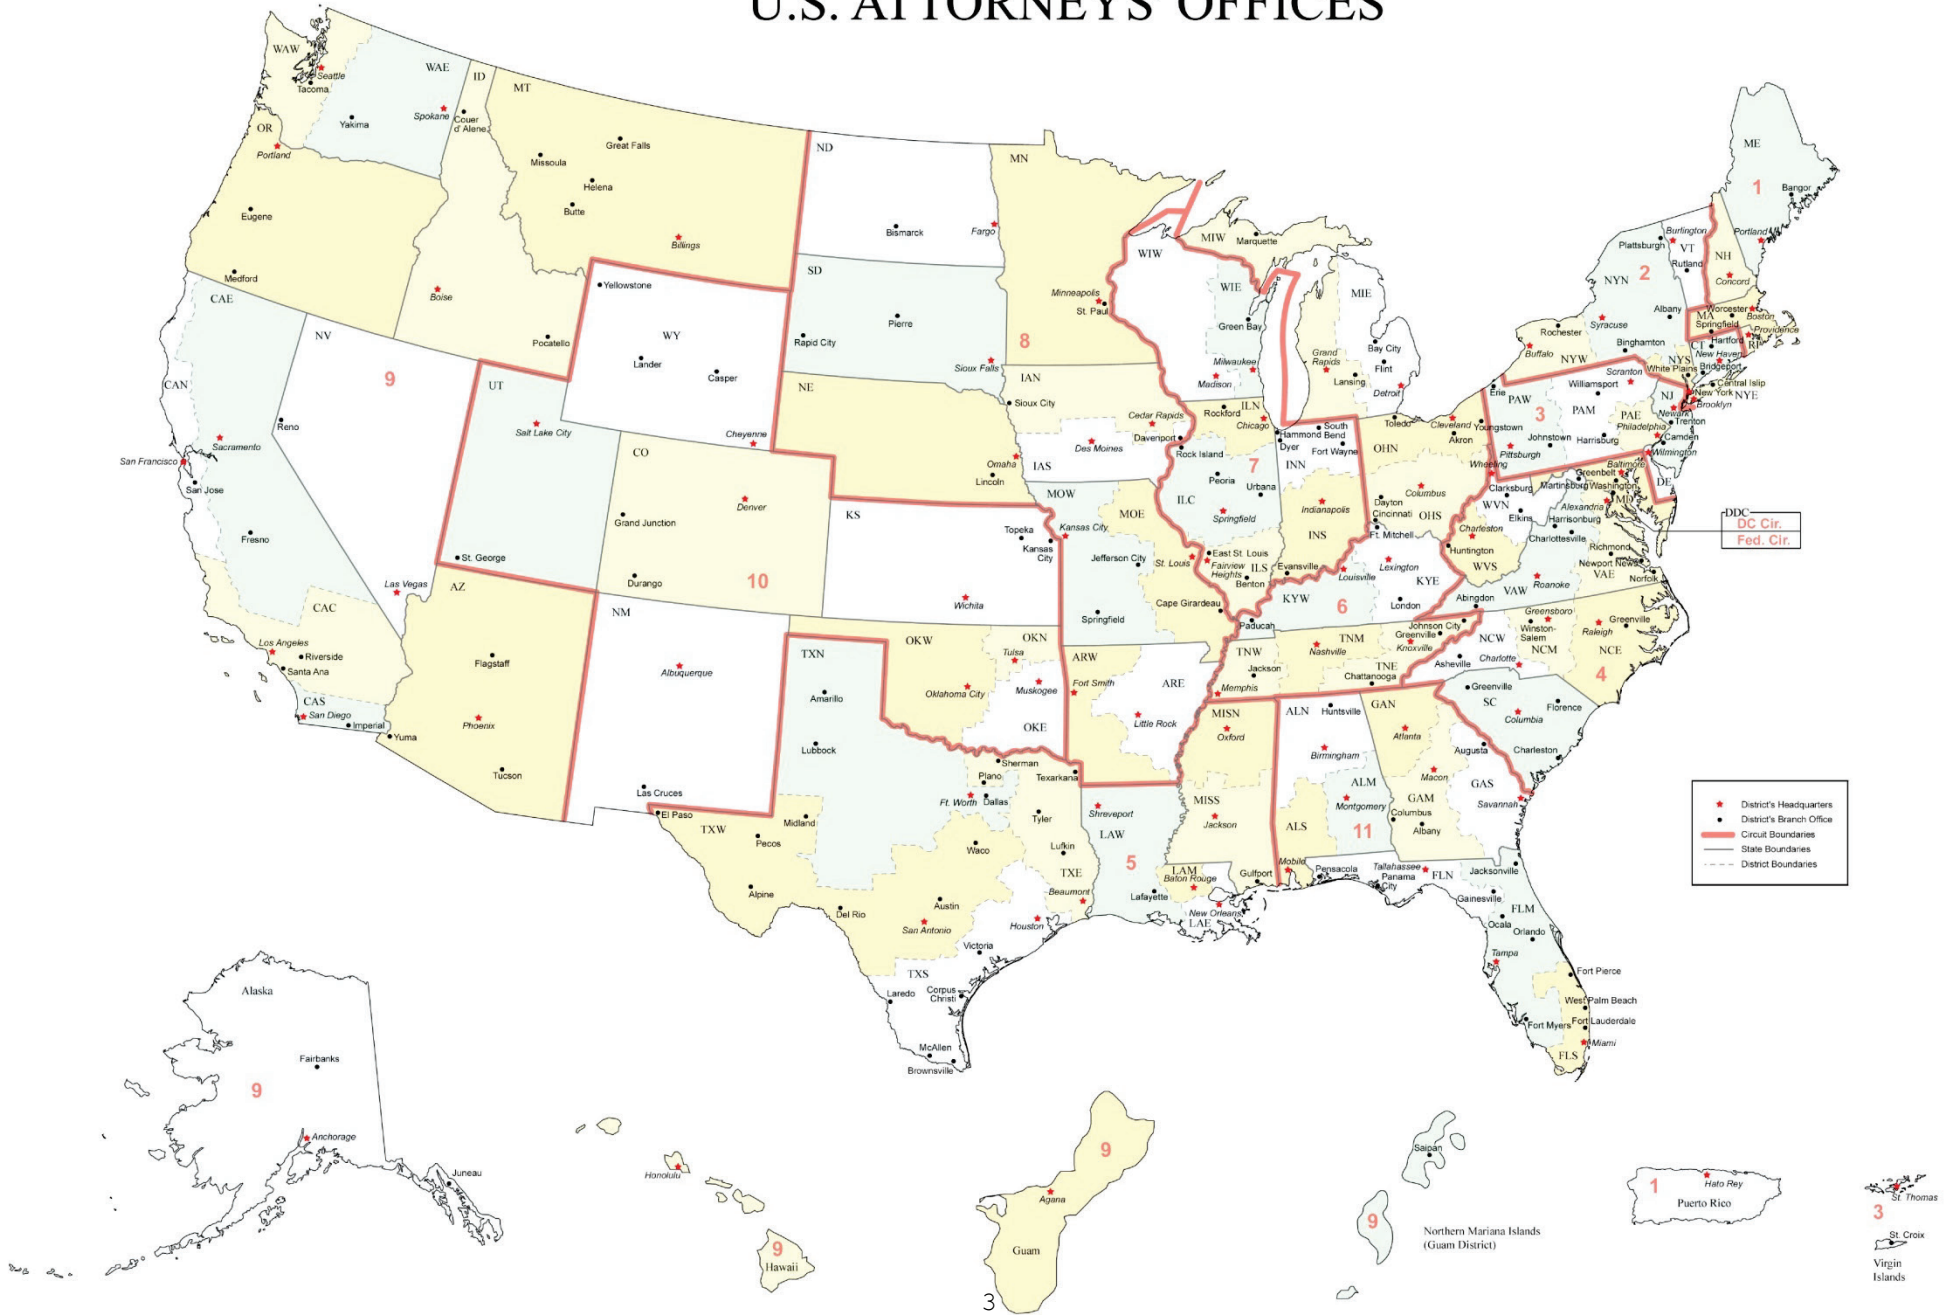 U.S. ATTORNEYS' OFFICES
WAW
Seattle
Tacoma
WAE
Yakima
Spokane
ID
Couer
d' Alene
Boise
Pocatello
MT
Great Falls
Missoula
Helena
Butte
Billings
OR
Portland
Eugene
Medford
CAE
CAN
Sacramento
San Francisco
San Jose
Fresno
NV
Reno
9
Las Vegas
CAC
Los Angeles
Riverside
Santa Ana
CAS
San Diego
Imperial
UT
Salt Lake City
St. George
AZ
Flagstaff
Phoenix
Yuma
Tucson
Yellowstone
WY
Lander
Casper
Cheyenne
CO
Denver
Grand Junction
Durango
10
NM
Albuquerque
Las Cruces
ND
Bismarck
Fargo
SD
Pierre
Rapid City
Sioux Falls
NE
Omaha
Lincoln
KS
Topeka
Kansas
City
Wichita
OKW
OKN
Tulsa
Oklahoma City
Muskogee
OKE
TXN
Amarillo
Lubbock
Ft. Worth
Dallas
Sherman
Plano
Texarkana
Tyler
Lufkin
TXE
Beaumont
TXW
El Paso
Midland
Pecos
Alpine
Del Rio
Waco
Austin
San Antonio
Houston
Victoria
TXS
Laredo
Corpus
Christi
McAllen
Brownsville
MN
Minneapolis
St. Paul
8
IAN
Sioux City
Cedar Rapids
Des Moines
Davenport
IAS
MOW
Kansas City
MOE
Jefferson City
St. Louis
Springfield
Cape Girardeau
ARW
Fort Smith
ARE
Little Rock
Shreveport
LAW
5
Lafayette
LAM
Baton Rouge
New Orleans
LAE
WIW
WIE
Green Bay
Milwaukee
Madison
MIW
Marquette
MIE
Grand
Rapids
Lansing
Bay City
Flint
Detroit
ILN
Rockford
Chicago
Rock Island
7
Peoria
Urbana
ILC
Springfield
East St. Louis
Fairview
Heights
ILS
Benton
Hammond
Dyer
South
Bend
Fort Wayne
INN
Indianapolis
INS
Evansville
OHN
Toledo
Cleveland
Akron
Youngstown
Columbus
Dayton
Cincinnati
OHS
Ft. Mitchell
Lexington
Louisville
KYE
KYW
6
London
Paducah
TNW
Jackson
Memphis
TNM
Nashville
TNE
Johnson City
Greenville
Knoxville
Chattanooga
MISN
Oxford
MISS
Jackson
Gulfport
ALN
Huntsville
Birmingham
ALM
Montgomery
11
ALS
Mobile
GAN
Atlanta
Augusta
Macon
GAM
GAS
Columbus
Albany
Savannah
Pensacola
Tallahassee
Panama
City
FLN
Jacksonville
Gainesville
FLM
Ocala
Orlando
Tampa
Fort Pierce
West Palm Beach
Fort Myers
Fort Lauderdale
Miami
FLS
SC
Greenville
Florence
Columbia
Charleston
NCW
Asheville
Charlotte
Greensboro
Winston-
Salem
NCM
Raleigh
Greenville
NCE
4
Wheeling
Clarksburg
Martinsburg
WVN
Elkins
Charleston
Huntington
WVS
Alexandria
Harrisonburg
Charlottesville
Richmond
Newport News
VAE
Norfolk
Roanoke
VAW
Abingdon
Greenbelt
Baltimore
Washington
MD
DE
Wilmington
DDC
DC Cir.
Fed. Cir.
Erie
PAW
3
Johnstown
Pittsburgh
Williamsport
PAM
Harrisburg
Scranton
PAE
Philadelphia
NJ
Newark
Trenton
Camden
Rochester
Buffalo
NYW
Syracuse
Binghamton
Albany
Plattsburgh
NYN
2
NYS
White Plains
New York
Central Islip
NYE
Brooklyn
Burlington
VT
Rutland
NH
Concord
ME
1
Bangor
Portland
MA
Worcester
Springfield
Boston
Providence
RI
CT
Hartford
New Haven
Bridgeport
District's Headquarters
District's Branch Office
Circuit Boundaries
State Boundaries
District Boundaries
Alaska
Fairbanks
9
Anchorage
Juneau
Honolulu
9
Hawaii
9
Agana
Guam
Saipan
9
Northern Mariana Islands
(Guam District)
1
Hato Rey
Puerto Rico
St. Thomas
3
St. Croix
Virgin
Islands
3